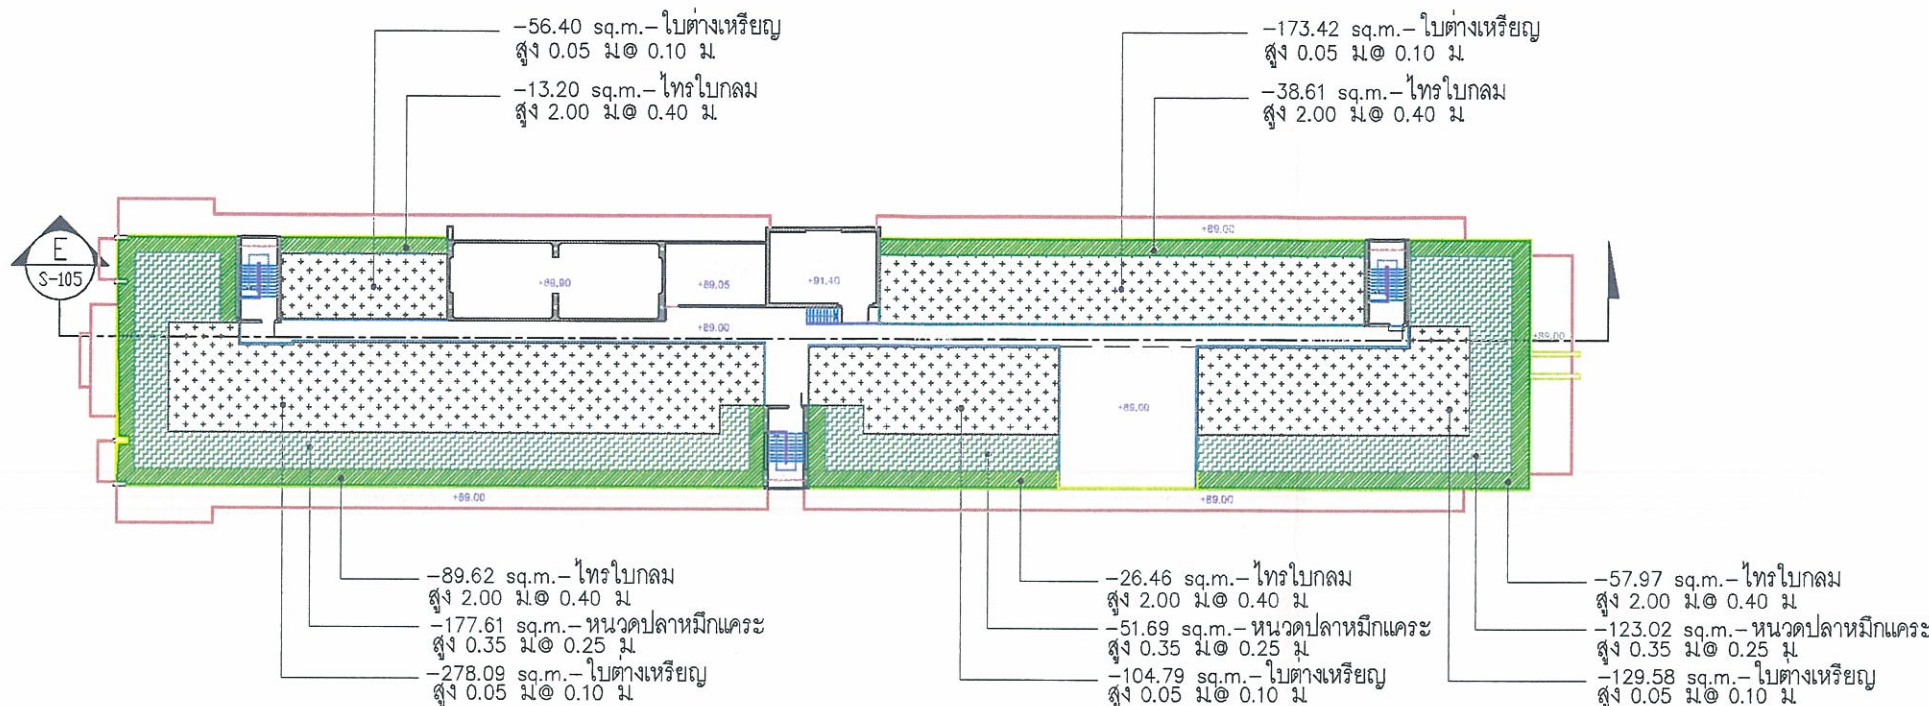 -56.40 sq.m.-ใบต่างเหรียญ
สูง 0.05 ม.@ 0.10 ม.
-13.20 sq.m.-ไทรใบกลม
สูง 2.00 ม.@ 0.40 ม.
-173.42 sq.m.-ใบต่างเหรียญ
สูง 0.05 ม.@ 0.10 ม.
-38.61 sq.m.-ไทรใบกลม
สูง 2.00 ม.@ 0.40 ม.
E
S-105
+89.00
+89.90
+89.05
+91.40
+89.00
+89.00
+89.00
+89.00
+89.00
-89.62 sq.m.-ไทรใบกลม
สูง 2.00 ม.@ 0.40 ม.
-177.61 sq.m.-หนวดปลาหมึกแคระ
สูง 0.35 ม.@ 0.25 ม.
-278.09 sq.m.-ใบต่างเหรียญ
สูง 0.05 ม.@ 0.10 ม.
-26.46 sq.m.-ไทรใบกลม
สูง 2.00 ม.@ 0.40 ม.
-51.69 sq.m.-หนวดปลาหมึกแคระ
สูง 0.35 ม.@ 0.25 ม.
-104.79 sq.m.-ใบต่างเหรียญ
สูง 0.05 ม.@ 0.10 ม.
-57.97 sq.m.-ไทรใบกลม
สูง 2.00 ม.@ 0.40 ม.
-123.02 sq.m.-หนวดปลาหมึกแคระ
สูง 0.35 ม.@ 0.25 ม.
-129.58 sq.m.-ใบต่างเหรียญ
สูง 0.05 ม.@ 0.10 ม.